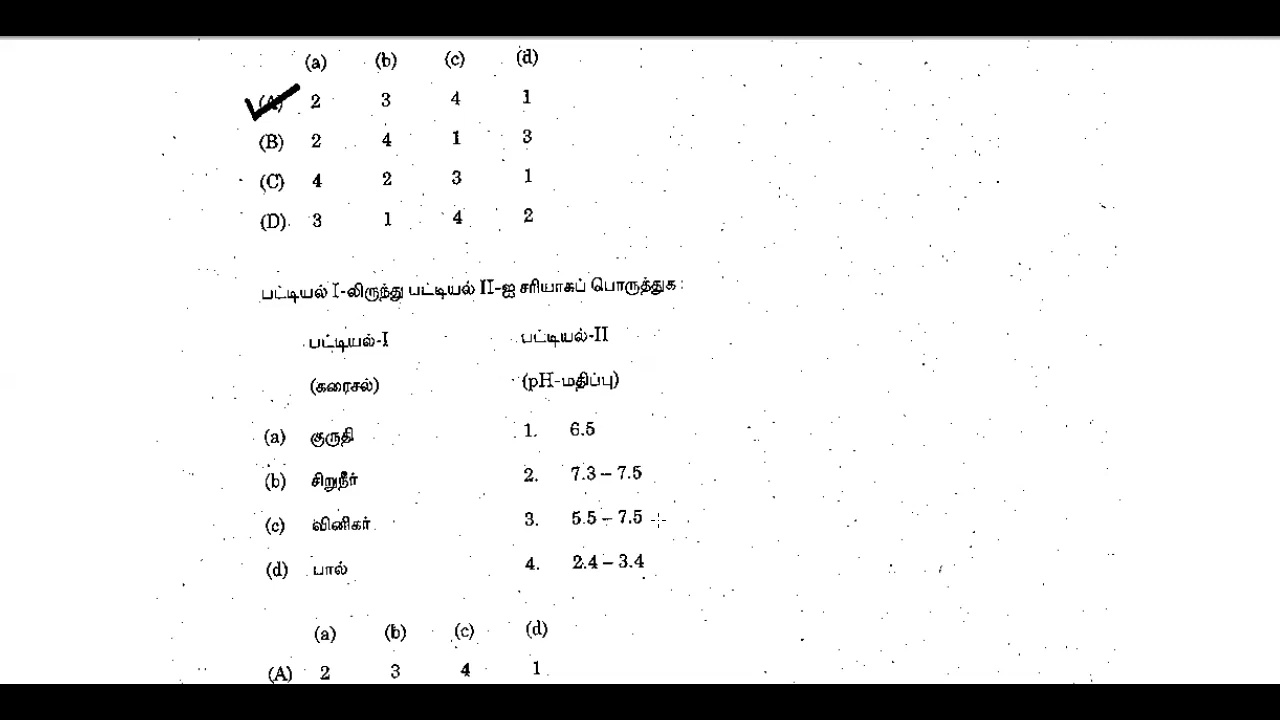 (a) (b) (c) (d)
(A) 2 3 4 1
(B) 2 4 1 3
(C) 4 2 3 1
(D) 3 1 4 2
பட்டியல் I-லிருந்து பட்டியல் II-ஐ சரியாகப் பொருத்துக :
பட்டியல்-I பட்டியல்-II
(கரைசல்) (pH-மதிப்பு)
(a) குருதி 1. 6.5
(b) சிறுநீர் 2. 7.3 – 7.5
(c) வினிகர் 3. 5.5 – 7.5
(d) பால் 4. 2.4 – 3.4
(a) (b) (c) (d)
(A) 2 3 4 1